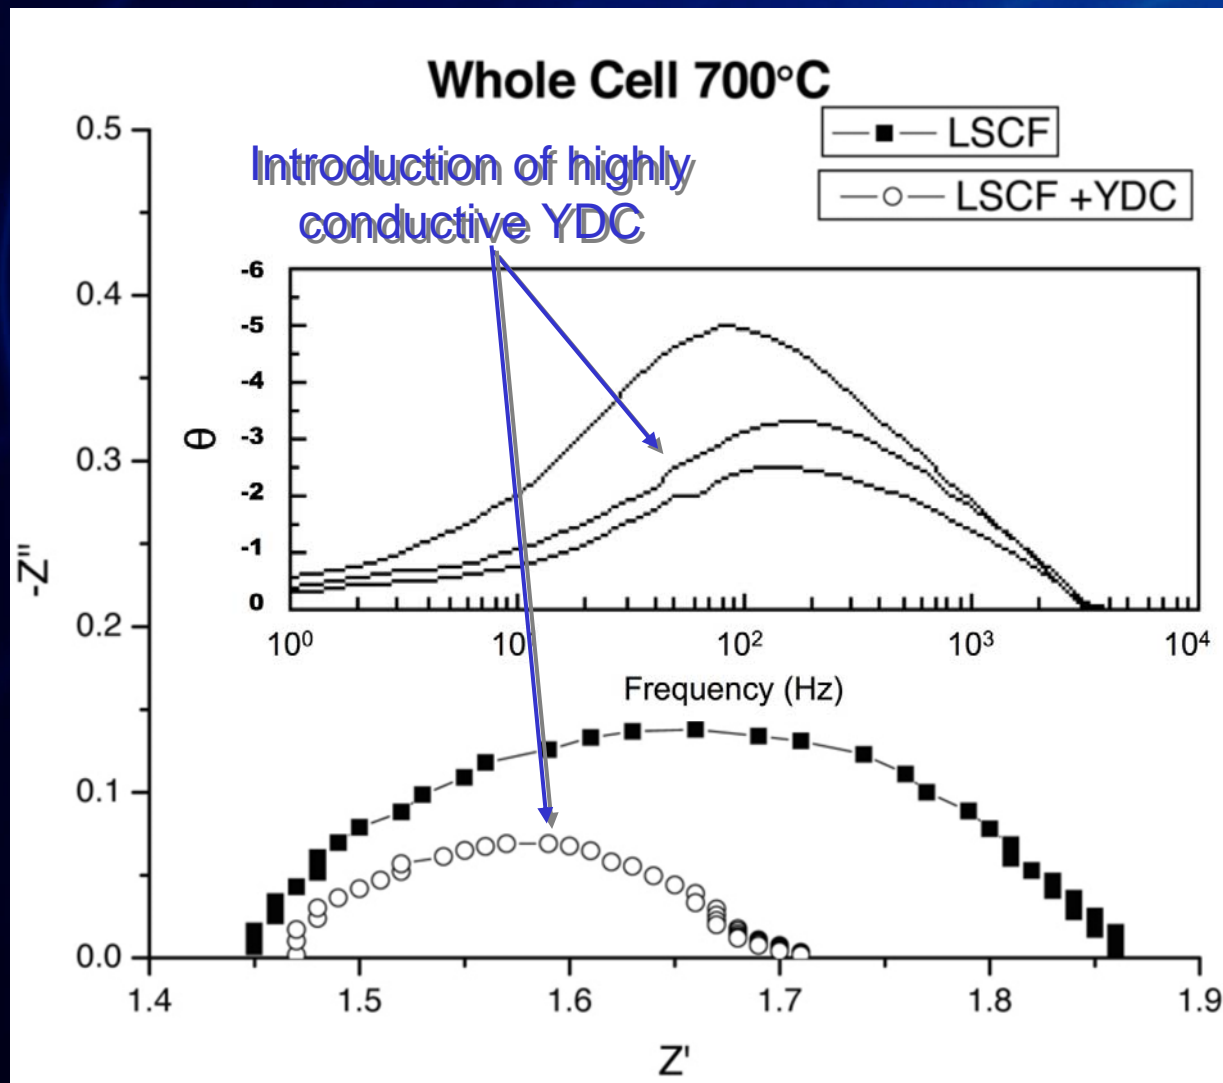 Whole Cell 700°C
LSCF
LSCF +YDC
Introduction of highly
conductive YDC
0.5
0.4
0.3
0.2
0.1
0.0
-Z"
1.4 1.5 1.6 1.7 1.8 1.9
Z'
-6
-5
-4
-3
-2
-1
0
θ
10⁰ 10 10² 10³ 10⁴
Frequency (Hz)